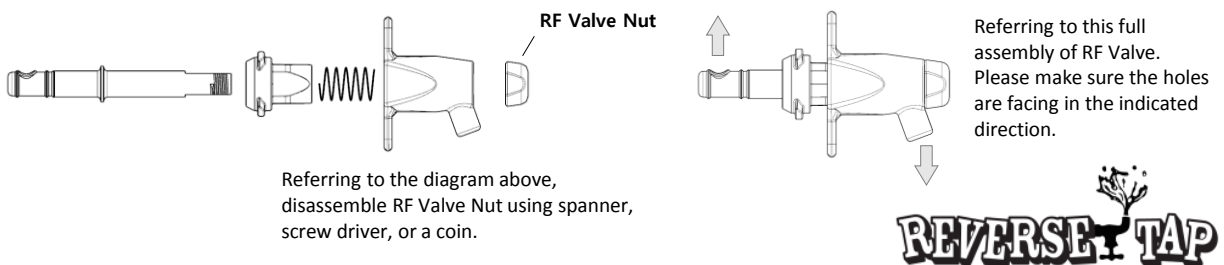 RF Valve Nut
Referring to the diagram above,
disassemble RF Valve Nut using spanner,
screw driver, or a coin.
Referring to this full
assembly of RF Valve.
Please make sure the holes
are facing in the indicated
direction.
REVERSE TAP